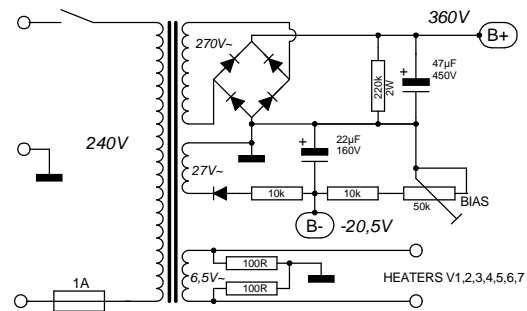 360V
B+
270V~
220k
2W
+
47µF
450V
240V
+
22µF
160V
27V~
10k
10k
50k
BIAS
B-
-20,5V
100R
6,5V~
100R
HEATERS V1,2,3,4,5,6,7
1A